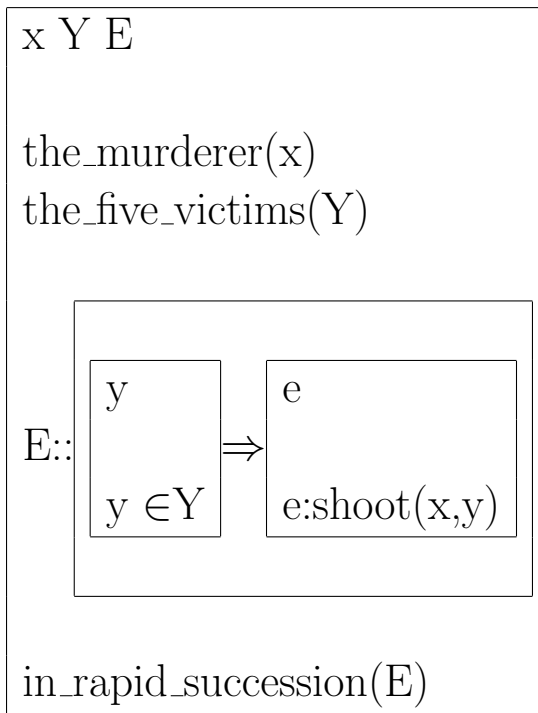 x Y E
the_murderer(x)
the_five_victims(Y)
y
e
E::
⇒
y ∈Y
e:shoot(x,y)
in_rapid_succession(E)